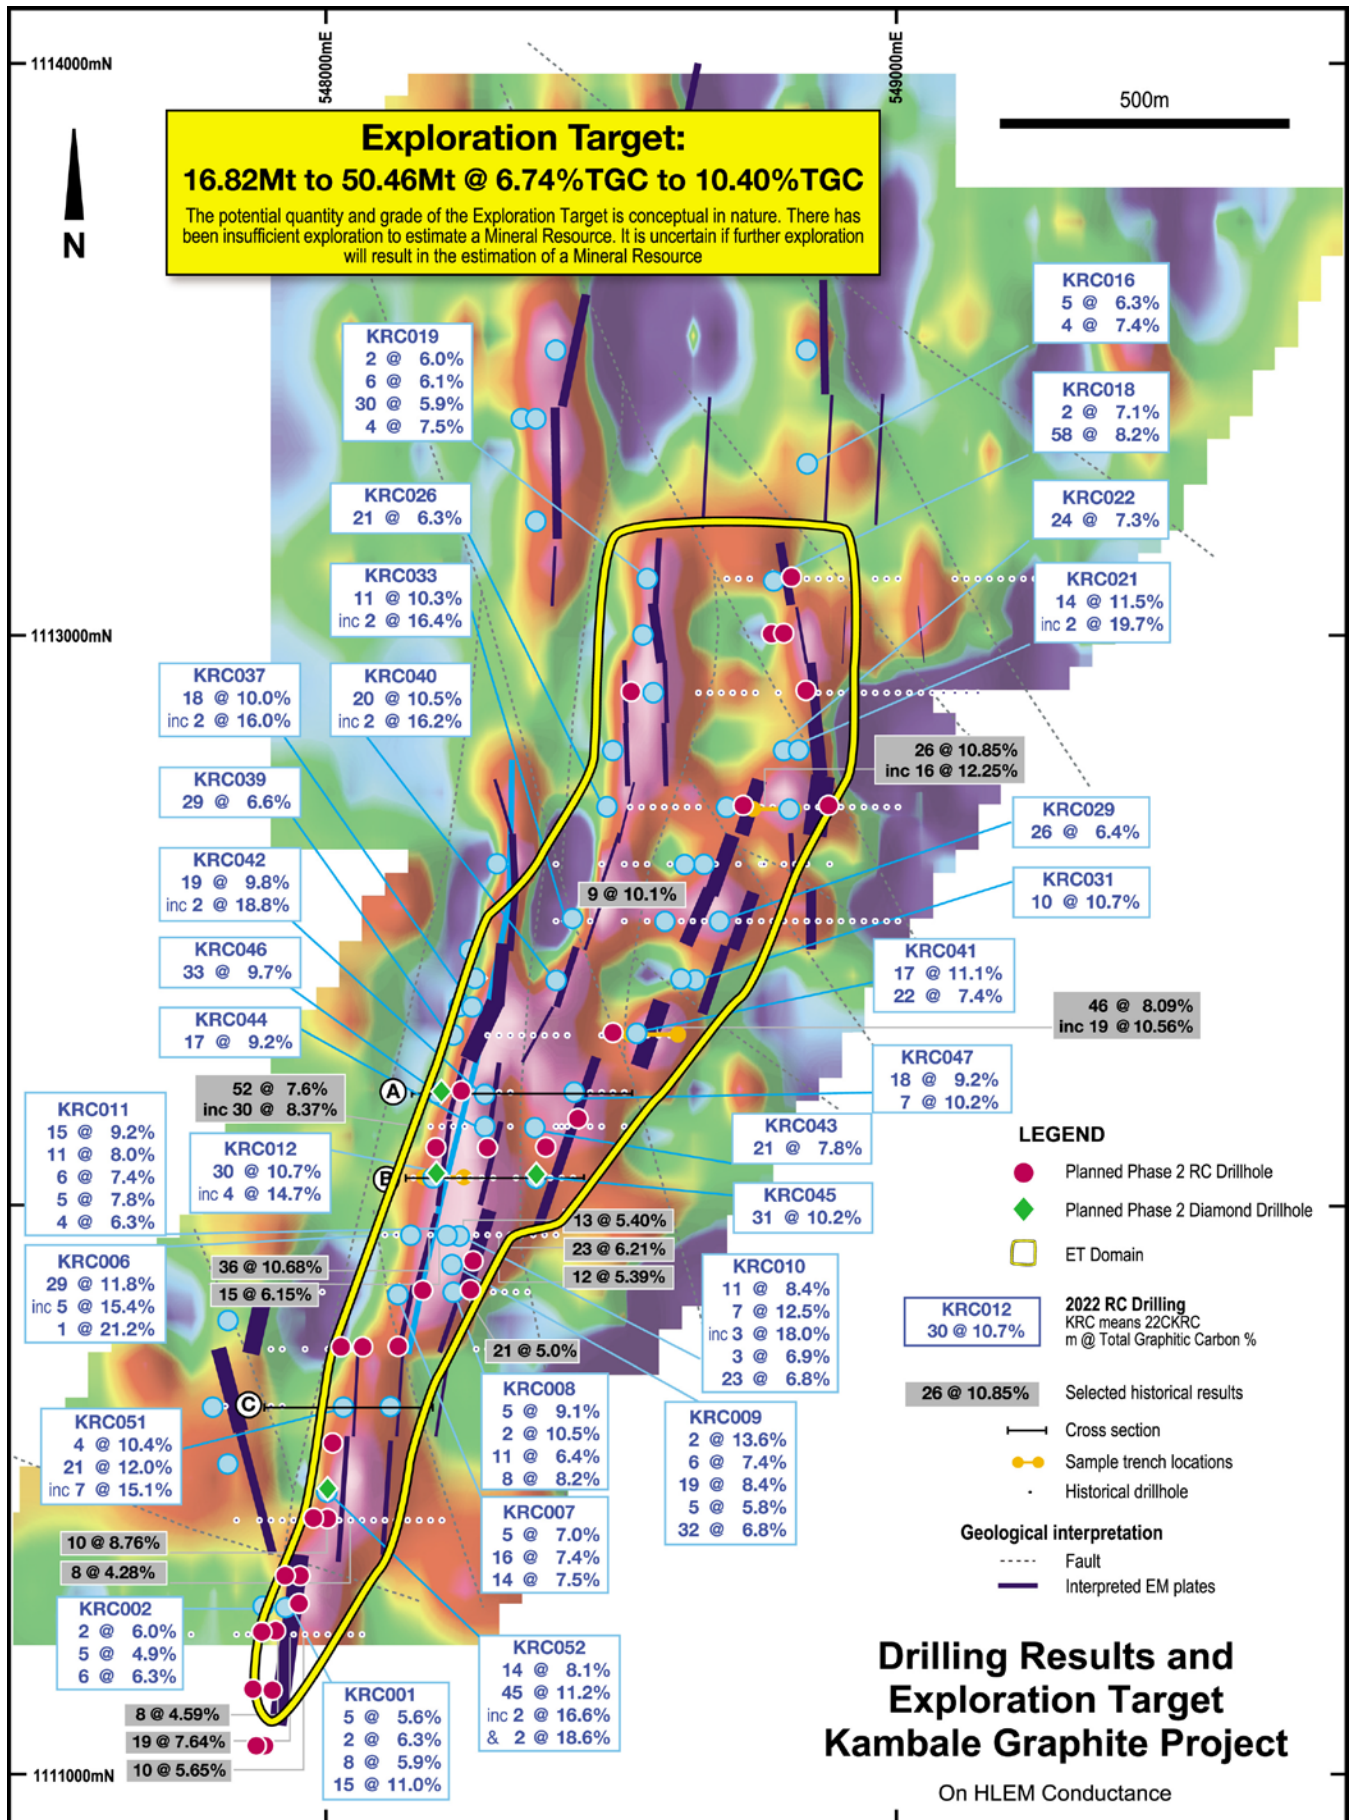 1114000mN
548000mE
549000mE
500m
N
Exploration Target:
16.82Mt to 50.46Mt @ 6.74%TGC to 10.40%TGC
The potential quantity and grade of the Exploration Target is conceptual in nature. There has
been insufficient exploration to estimate a Mineral Resource. It is uncertain if further exploration
will result in the estimation of a Mineral Resource
KRC016
5 @ 6.3%
4 @ 7.4%
KRC019
2 @ 6.0%
6 @ 6.1%
30 @ 5.9%
4 @ 7.5%
KRC018
2 @ 7.1%
58 @ 8.2%
KRC026
21 @ 6.3%
KRC022
24 @ 7.3%
KRC033
11 @ 10.3%
inc 2 @ 16.4%
KRC021
14 @ 11.5%
inc 2 @ 19.7%
1113000mN
KRC037
18 @ 10.0%
inc 2 @ 16.0%
KRC040
20 @ 10.5%
inc 2 @ 16.2%
26 @ 10.85%
inc 16 @ 12.25%
KRC039
29 @ 6.6%
KRC029
26 @ 6.4%
KRC042
19 @ 9.8%
inc 2 @ 18.8%
9 @ 10.1%
KRC031
10 @ 10.7%
KRC046
33 @ 9.7%
KRC041
17 @ 11.1%
22 @ 7.4%
46 @ 8.09%
inc 19 @ 10.56%
KRC044
17 @ 9.2%
KRC047
18 @ 9.2%
7 @ 10.2%
52 @ 7.6%
inc 30 @ 8.37%
A
KRC011
15 @ 9.2%
11 @ 8.0%
6 @ 7.4%
5 @ 7.8%
4 @ 6.3%
KRC012
30 @ 10.7%
inc 4 @ 14.7%
B
KRC043
21 @ 7.8%
KRC045
31 @ 10.2%
LEGEND
Planned Phase 2 RC Drillhole
Planned Phase 2 Diamond Drillhole
ET Domain
KRC012
30 @ 10.7%
2022 RC Drilling
KRC means 22CKRC
m @ Total Graphitic Carbon %
26 @ 10.85%
Selected historical results
Cross section
Sample trench locations
Historical drillhole
Geological interpretation
Fault
Interpreted EM plates
13 @ 5.40%
23 @ 6.21%
12 @ 5.39%
36 @ 10.68%
15 @ 6.15%
KRC006
29 @ 11.8%
inc 5 @ 15.4%
1 @ 21.2%
KRC010
11 @ 8.4%
7 @ 12.5%
inc 3 @ 18.0%
3 @ 6.9%
23 @ 6.8%
21 @ 5.0%
C
KRC008
5 @ 9.1%
2 @ 10.5%
11 @ 6.4%
8 @ 8.2%
KRC009
2 @ 13.6%
6 @ 7.4%
19 @ 8.4%
5 @ 5.8%
32 @ 6.8%
KRC051
4 @ 10.4%
21 @ 12.0%
inc 7 @ 15.1%
KRC007
5 @ 7.0%
16 @ 7.4%
14 @ 7.5%
10 @ 8.76%
8 @ 4.28%
KRC002
2 @ 6.0%
5 @ 4.9%
6 @ 6.3%
KRC052
14 @ 8.1%
45 @ 11.2%
inc 2 @ 16.6%
& 2 @ 18.6%
KRC001
5 @ 5.6%
2 @ 6.3%
8 @ 5.9%
15 @ 11.0%
8 @ 4.59%
19 @ 7.64%
10 @ 5.65%
1111000mN
Drilling Results and
Exploration Target
Kambale Graphite Project
On HLEM Conductance